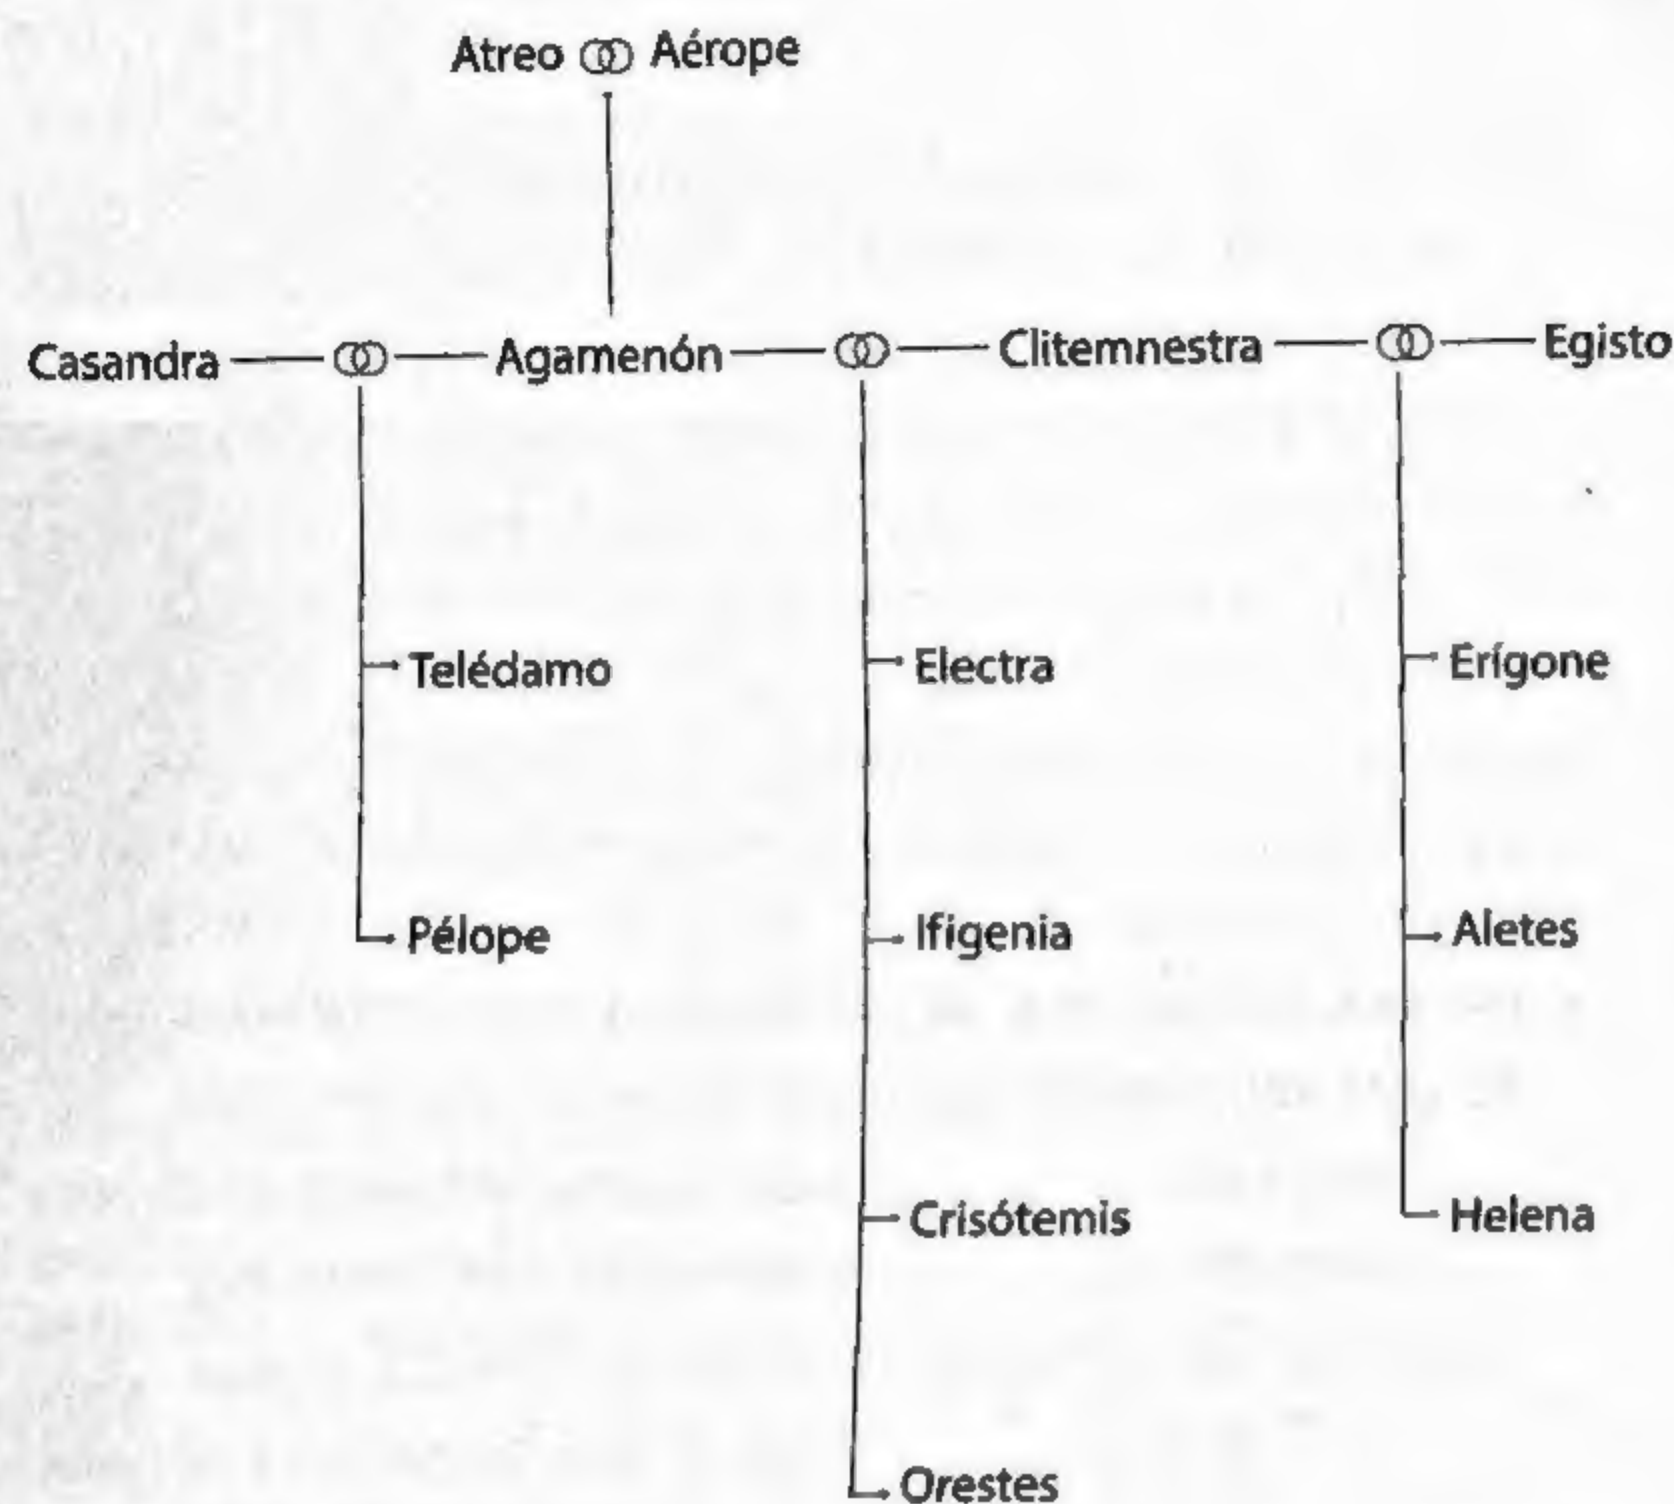 Atreo Aérope
Casandra Agamenón Clitemnestra Egisto
Telédamo Electra Erígone
Pélope Ifigenia Aletes
Crisótemis Helena
Orestes